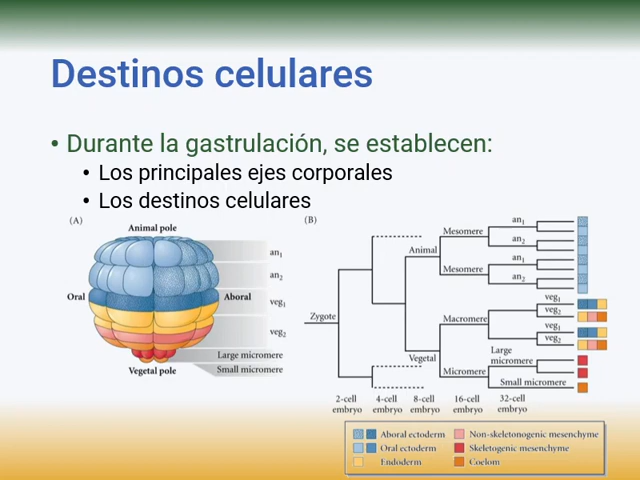 Destinos celulares
• Durante la gastrulación, se establecen:
• Los principales ejes corporales
• Los destinos celulares
(A)
Animal pole
an1
an2
Oral
Aboral
veg1
veg2
Large micromere
Small micromere
Vegetal pole
(B)
Zygote
Animal
Vegetal
Mesomere
Mesomere
Macromere
Micromere
an1
an2
an1
an2
veg1
veg2
veg1
veg2
Large
micromere
Small micromere
2-cell
embryo
4-cell
embryo
8-cell
embryo
16-cell
embryo
32-cell
embryo
Aboral ectoderm
Oral ectoderm
Endoderm
Non-skeletonogenic mesenchyme
Skeletogenic mesenchyme
Coelom